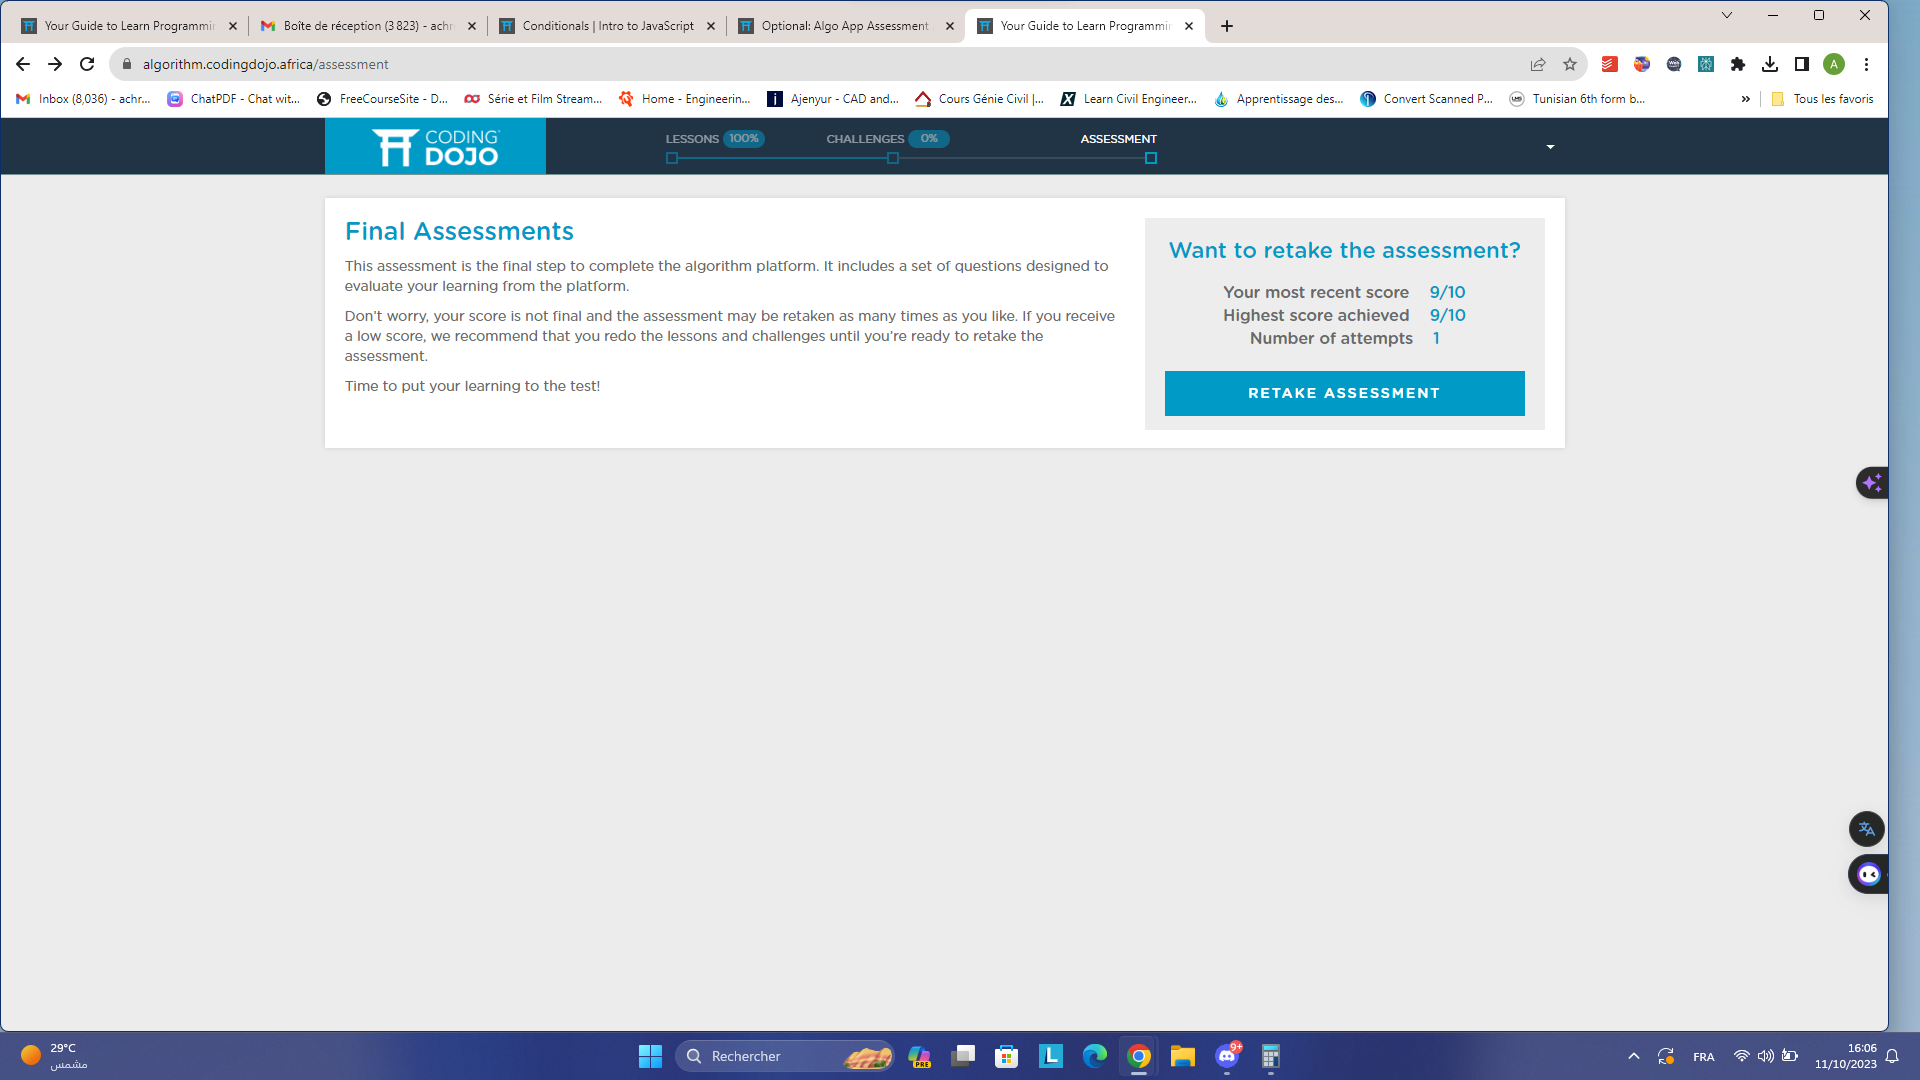 Your Guide to Learn Programmir
Boîte de réception (3 823) - achr
Conditionals | Intro to JavaScript
Optional: Algo App Assessment
Your Guide to Learn Programmir
algorithm.codingdojo.africa/assessment
A
Inbox (8,036) - achr...
ChatPDF - Chat wit...
FreeCourseSite - D...
Série et Film Stream...
Home - Engineerin...
Ajenyur - CAD and...
Cours Génie Civil |...
Learn Civil Engineer...
Apprentissage des...
Convert Scanned P...
Tunisian 6th form b...
Tous les favoris
CODING
DOJO
LESSONS 100%
CHALLENGES 0%
ASSESSMENT
Final Assessments
This assessment is the final step to complete the algorithm platform. It includes a set of questions designed to
evaluate your learning from the platform.
Don't worry, your score is not final and the assessment may be retaken as many times as you like. If you receive
a low score, we recommend that you redo the lessons and challenges until you're ready to retake the
assessment.
Time to put your learning to the test!
Want to retake the assessment?
Your most recent score 9/10
Highest score achieved 9/10
Number of attempts 1
RETAKE ASSESSMENT
29°C
مشمس
Rechercher
PRE
L
9+
FRA
16:06
11/10/2023